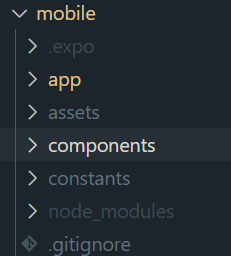 mobile
.expo
app
assets
components
constants
node_modules
.gitignore